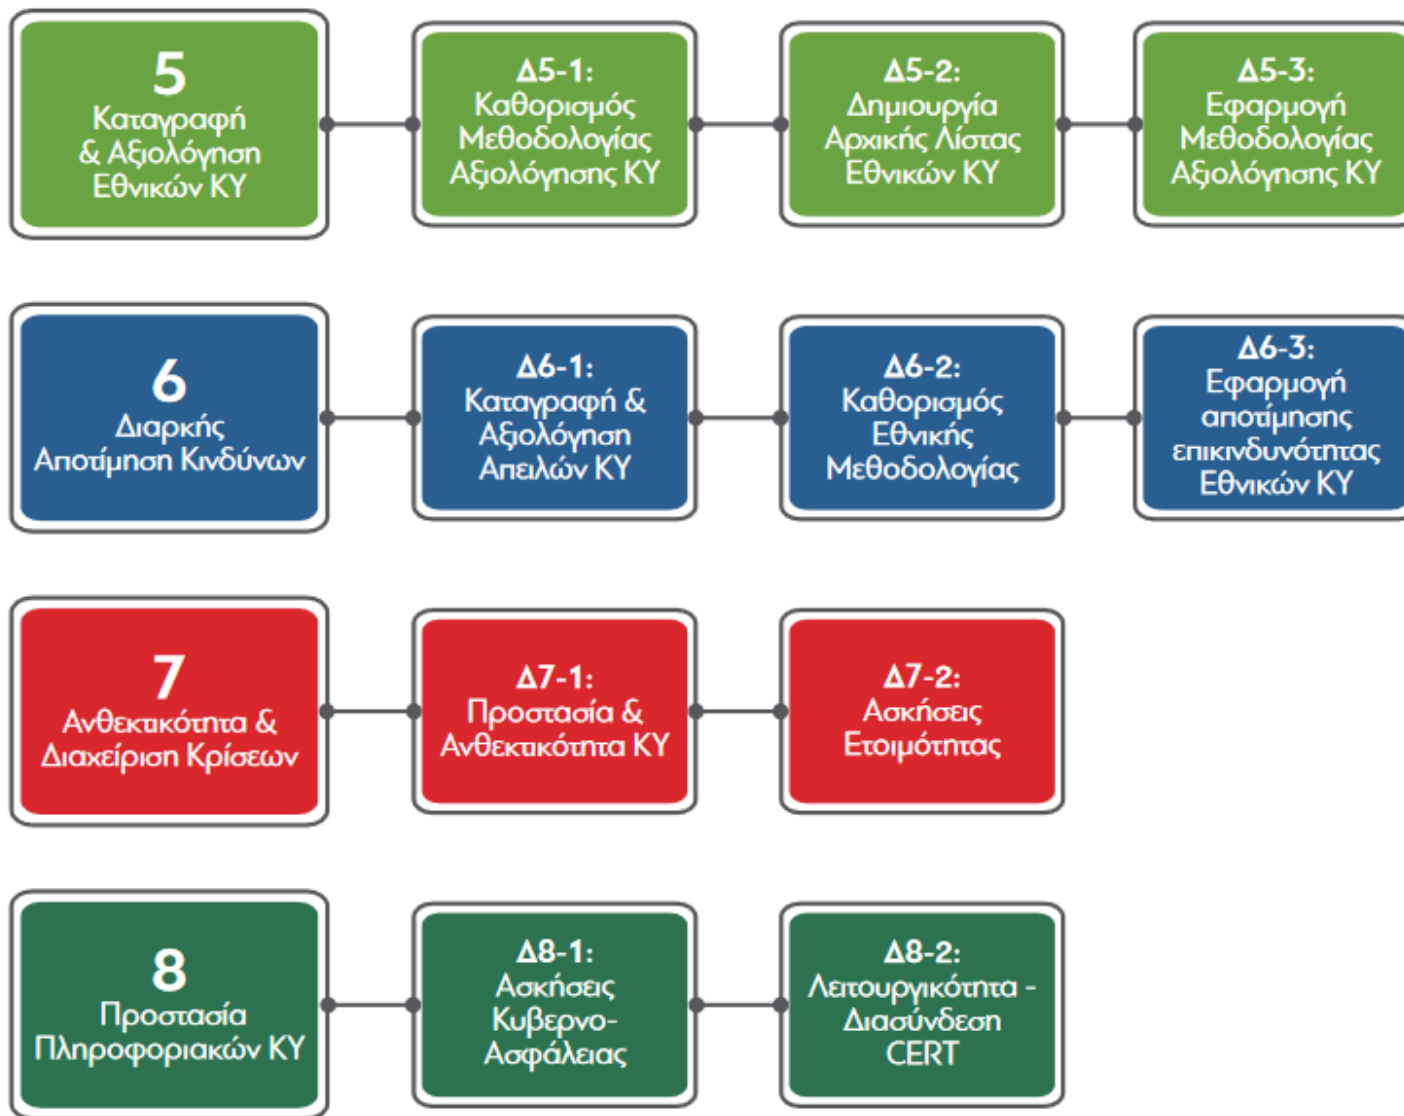 5
Καταγραφή
& Αξιολόγηση
Εθνικών ΚΥ
Δ5-1:
Καθορισμός
Μεθοδολογίας
Αξιολόγησης ΚΥ
Δ5-2:
Δημιουργία
Αρχικής Λίστας
Εθνικών ΚΥ
Δ5-3:
Εφαρμογή
Μεθοδολογίας
Αξιολόγησης ΚΥ
6
Διαρκής
Αποτίμηση Κινδύνων
Δ6-1:
Καταγραφή &
Αξιολόγηση
Απειλών ΚΥ
Δ6-2:
Καθορισμός
Εθνικής
Μεθοδολογίας
Δ6-3:
Εφαρμογή
αποτίμησης
επικινδυνότητας
Εθνικών ΚΥ
7
Ανθεκτικότητα &
Διαχείριση Κρίσεων
Δ7-1:
Προστασία &
Ανθεκτικότητα ΚΥ
Δ7-2:
Ασκήσεις
Ετοιμότητας
8
Προστασία
Πληροφοριακών ΚΥ
Δ8-1:
Ασκήσεις
Κυβερνο-
Ασφάλειας
Δ8-2:
Λειτουργικότητα -
Διασύνδεση
CERT